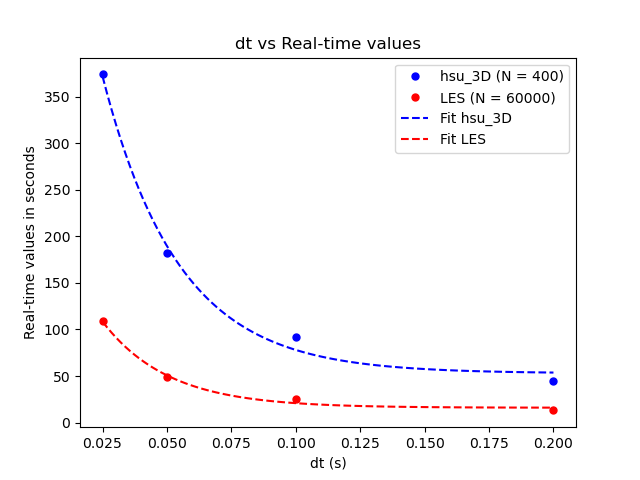 dt vs Real-time values
hsu_3D (N = 400)
LES (N = 60000)
Fit hsu_3D
Fit LES
Real-time values in seconds
350
300
250
200
150
100
50
0
0.025 0.050 0.075 0.100 0.125 0.150 0.175 0.200
dt (s)